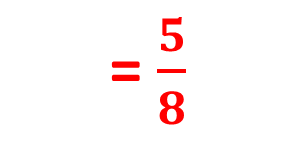 = 5/8